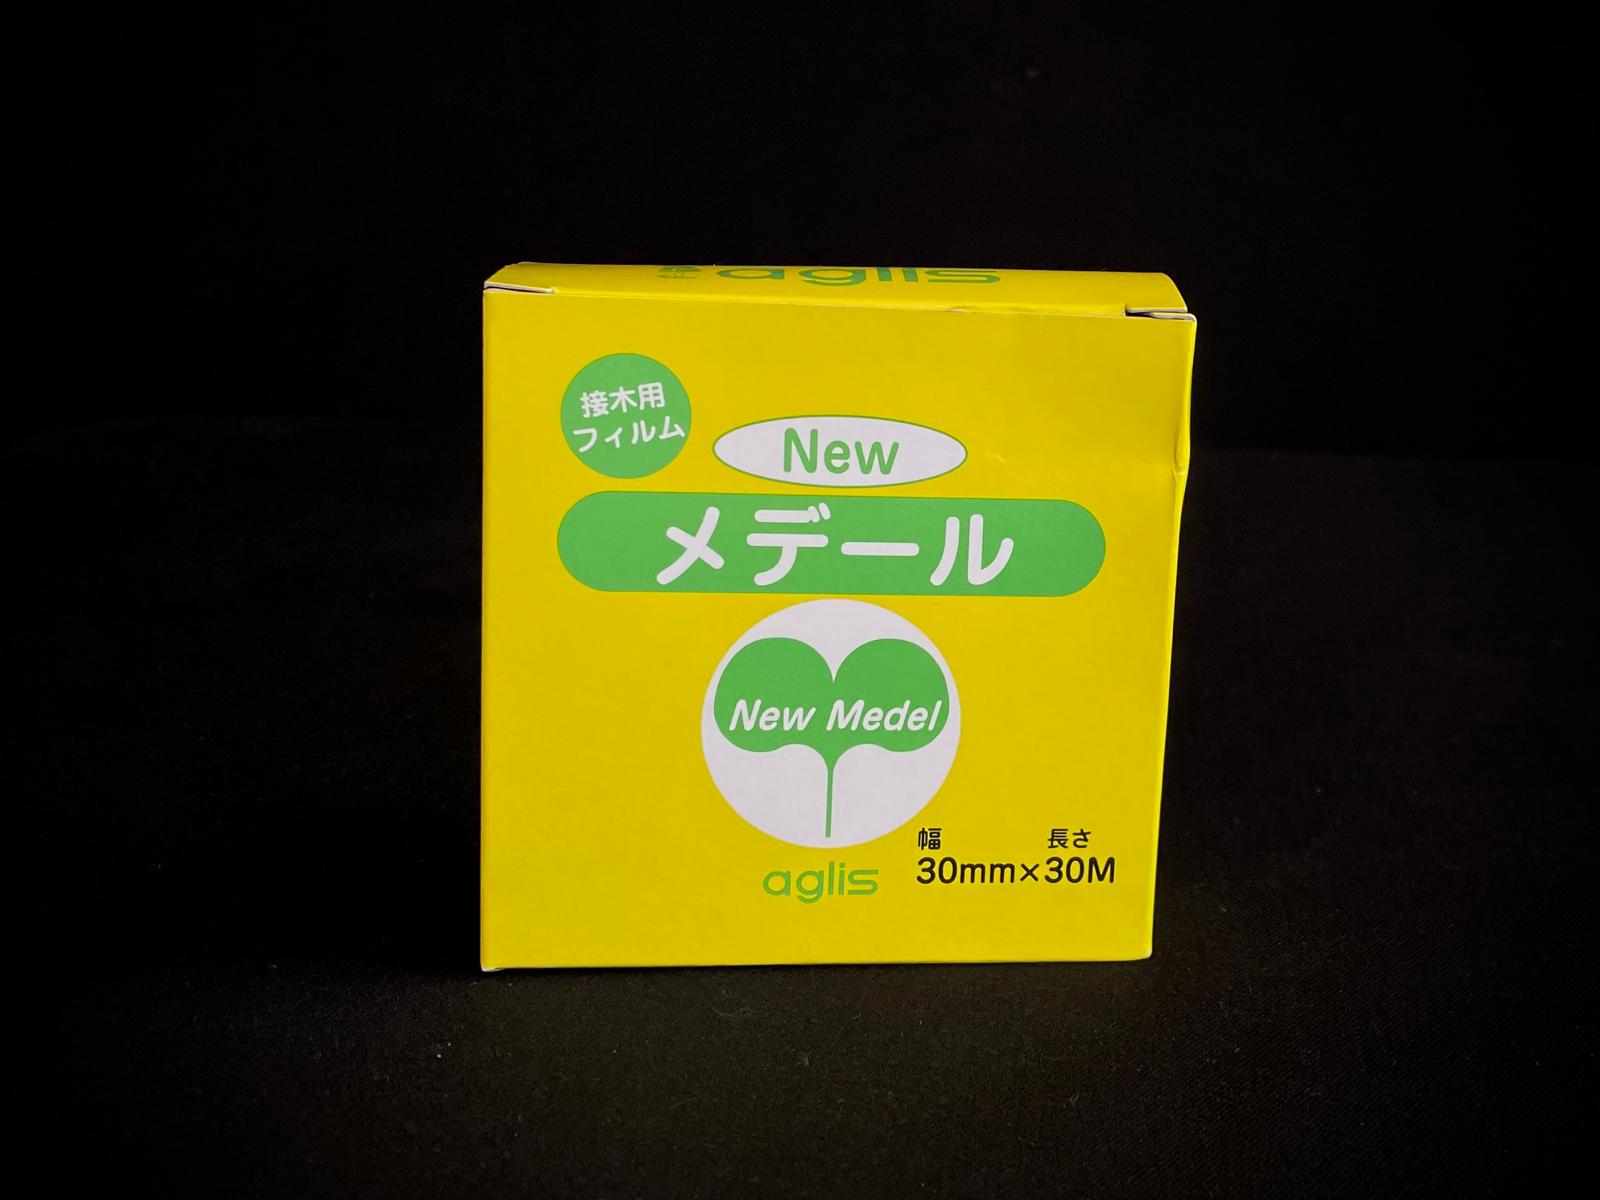 aglis
接木用
フィルム
New
メデール
New Medel
幅 長さ
30mm×30M
aglis